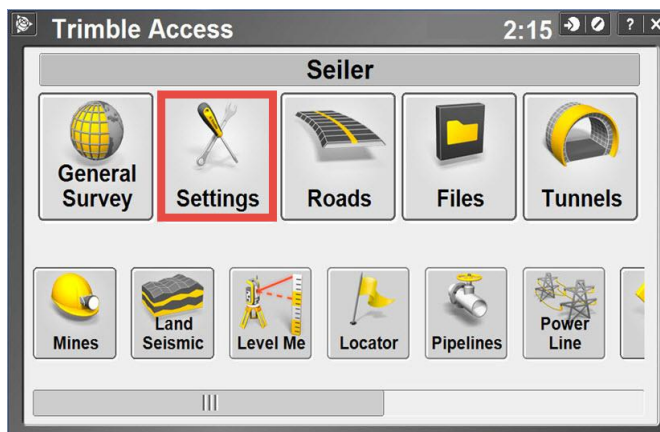 Trimble Access
2:15
? X
Seiler
General
Survey
Settings
Roads
Files
Tunnels
Mines
Land
Seismic
Level Me
Locator
Pipelines
Power
Line